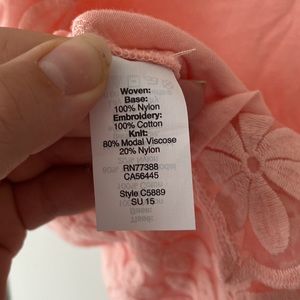 Woven:
Base:
100% Nylon
Embroidery:
100% Cotton
Knit:
80% Modal Viscose
20% Nylon
RN77388
CA56445
Style C5889
SU 15